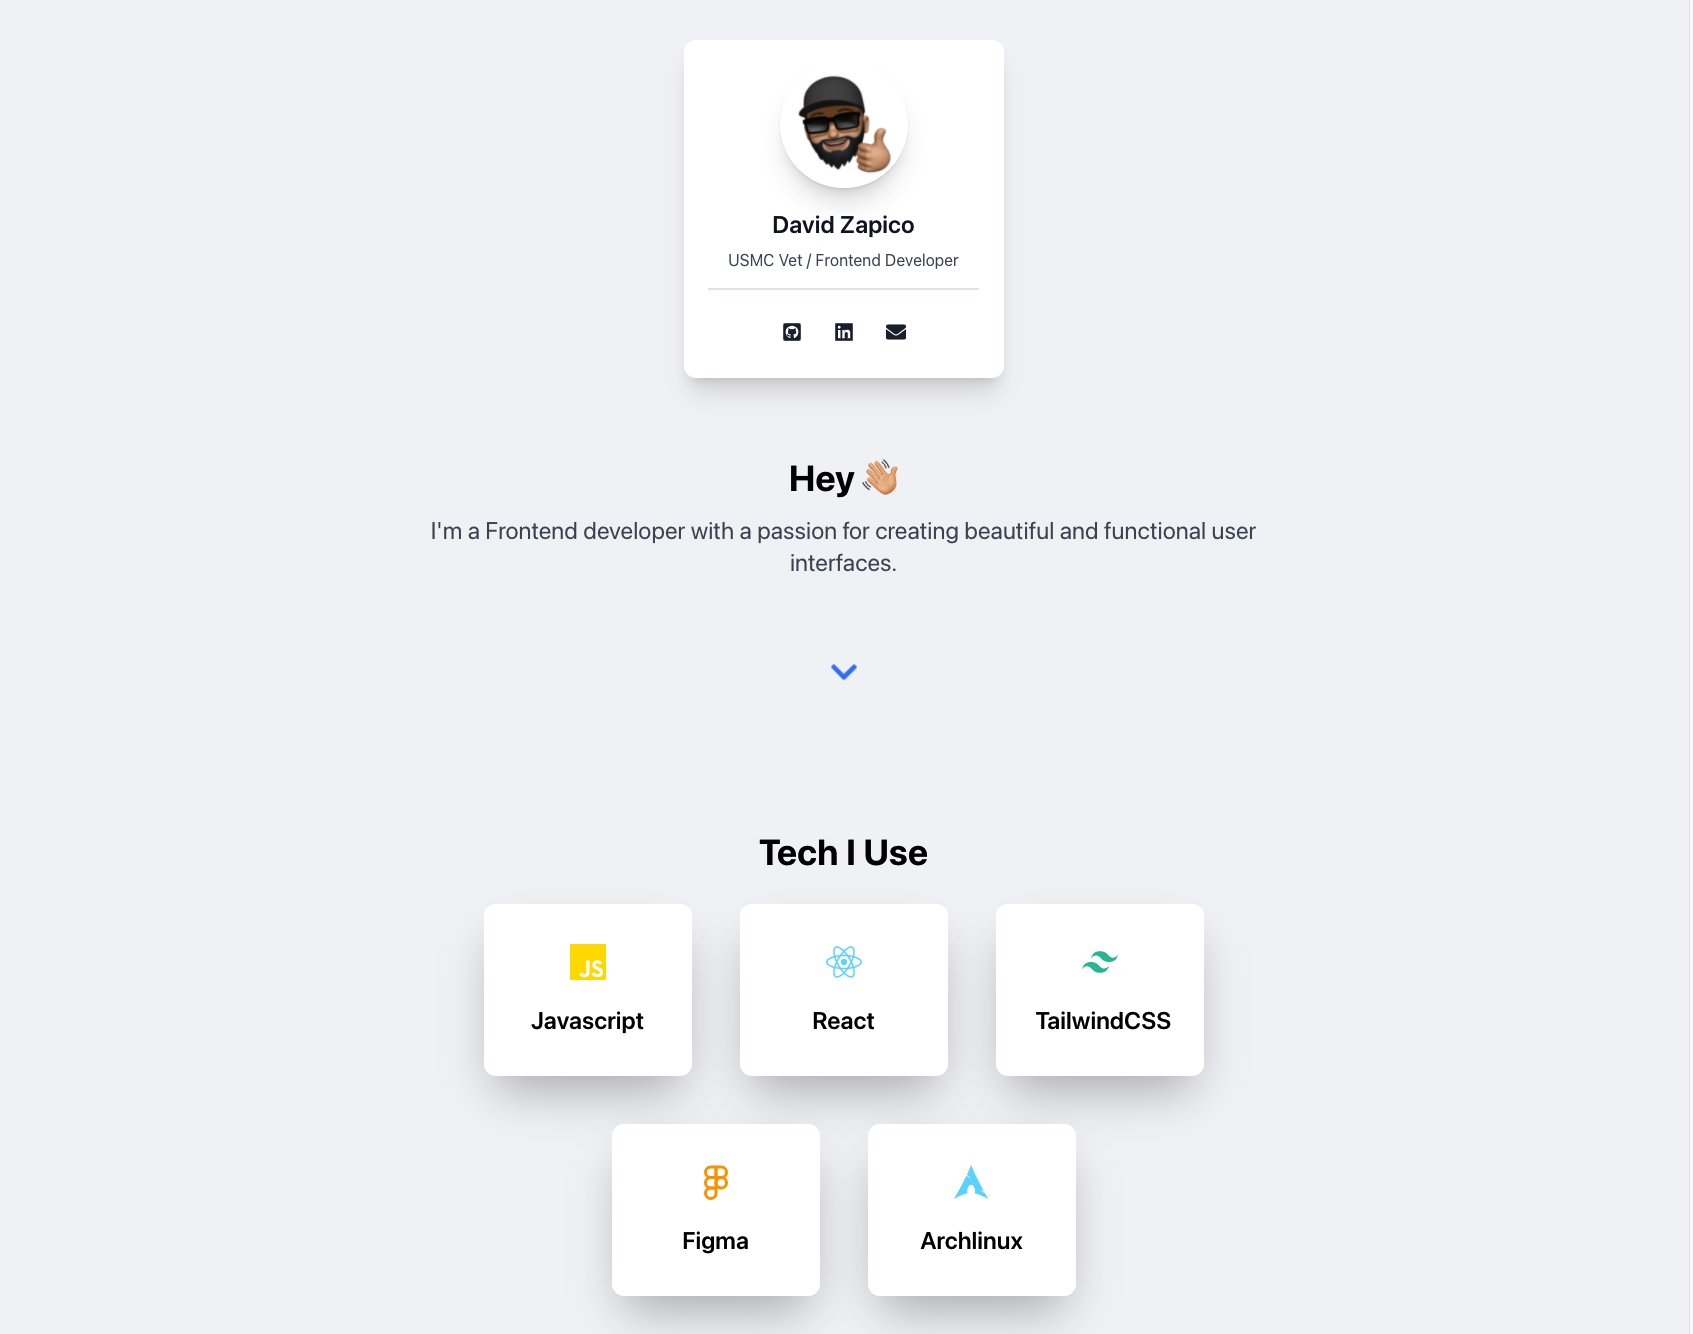 David Zapico
USMC Vet / Frontend Developer
in
Hey 👋🏼
I'm a Frontend developer with a passion for creating beautiful and functional user
interfaces.
Tech I Use
JS
Javascript
React
TailwindCSS
Figma
Archlinux